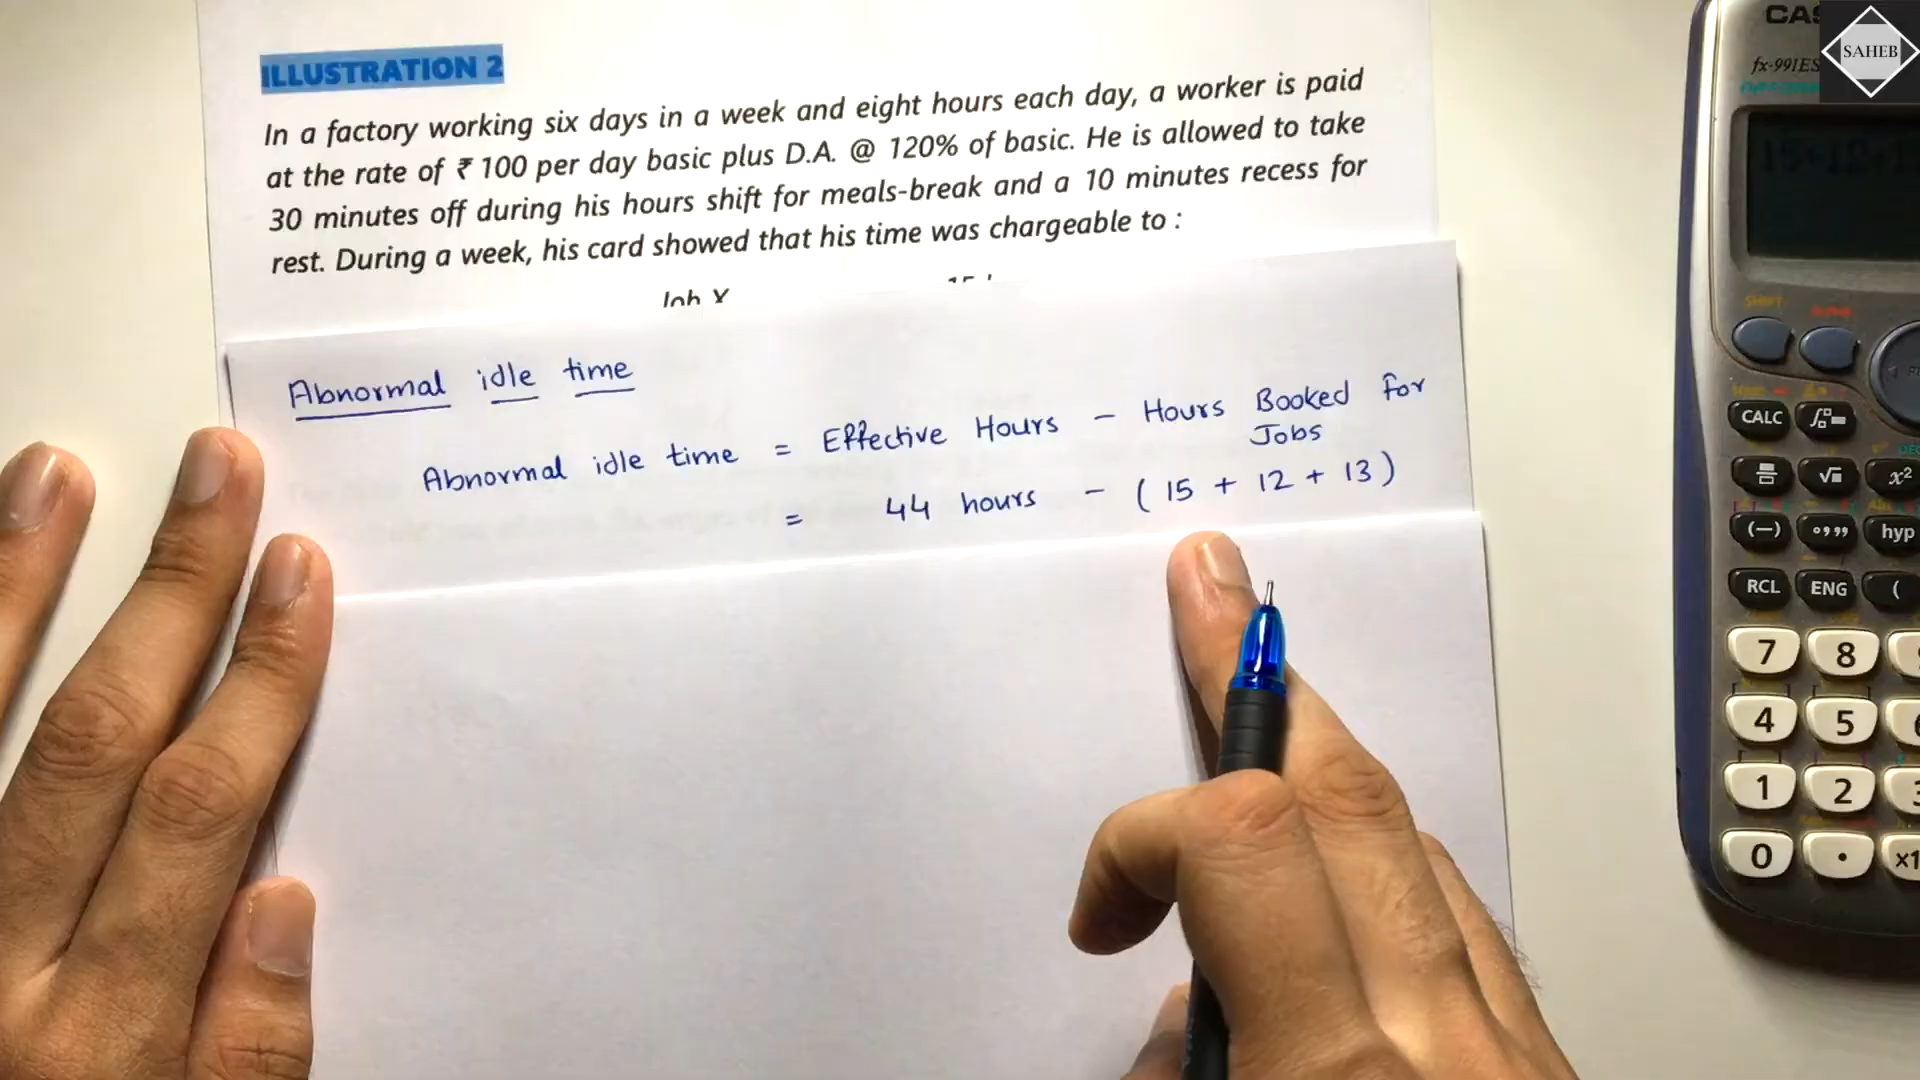 ILLUSTRATION 2
In a factory working six days in a week and eight hours each day, a worker is paid
at the rate of ₹ 100 per day basic plus D.A. @ 120% of basic. He is allowed to take
30 minutes off during his hours shift for meals-break and a 10 minutes recess for
rest. During a week, his card showed that his time was chargeable to :
Job X
Abnormal idle time
Abnormal idle time = Effective Hours – Hours Booked for
Jobs
= 44 hours – ( 15 + 12 + 13 )
SAHEB
fx-991ES
SHIFT
CALC
x²
(—) °,,, hyp
RCL ENG (
7 8
4 5
1 2
0 •